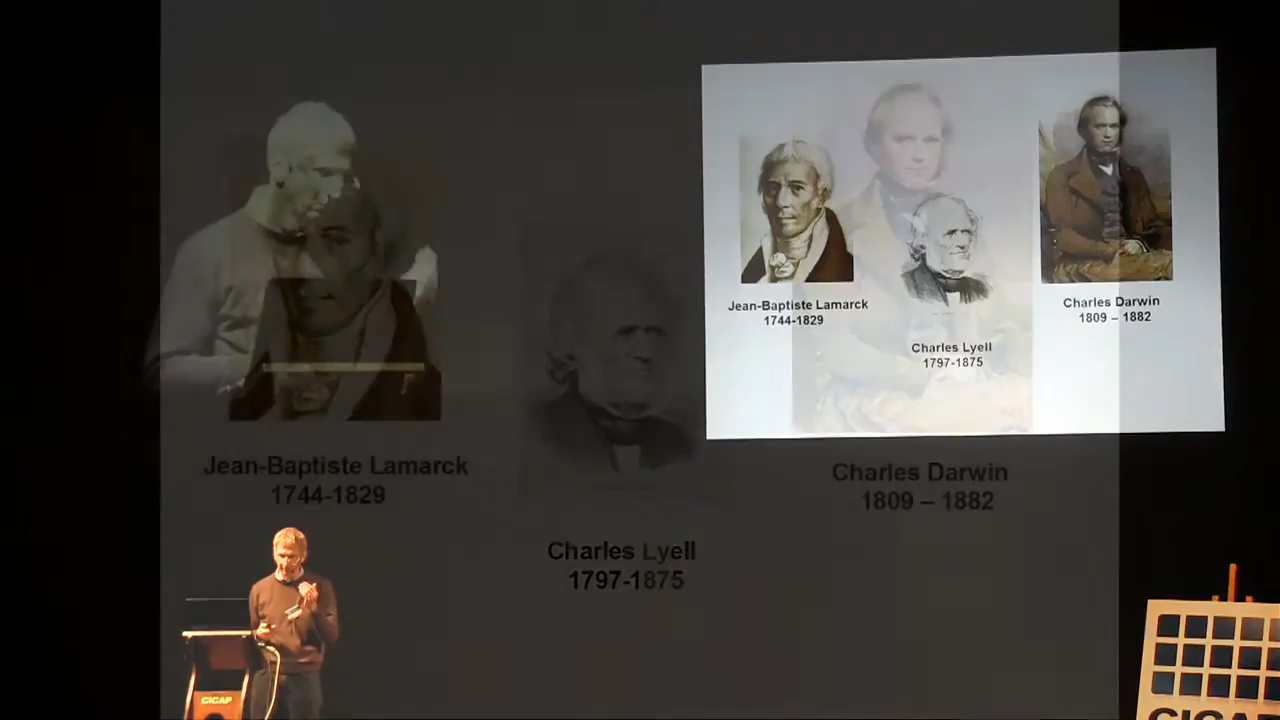 Jean-Baptiste Lamarck
1744-1829
Charles Lyell
1797-1875
Charles Darwin
1809 – 1882
Jean-Baptiste Lamarck
1744-1829
Charles Lyell
1797-1875
Charles Darwin
1809 – 1882
CICAP
CICAP